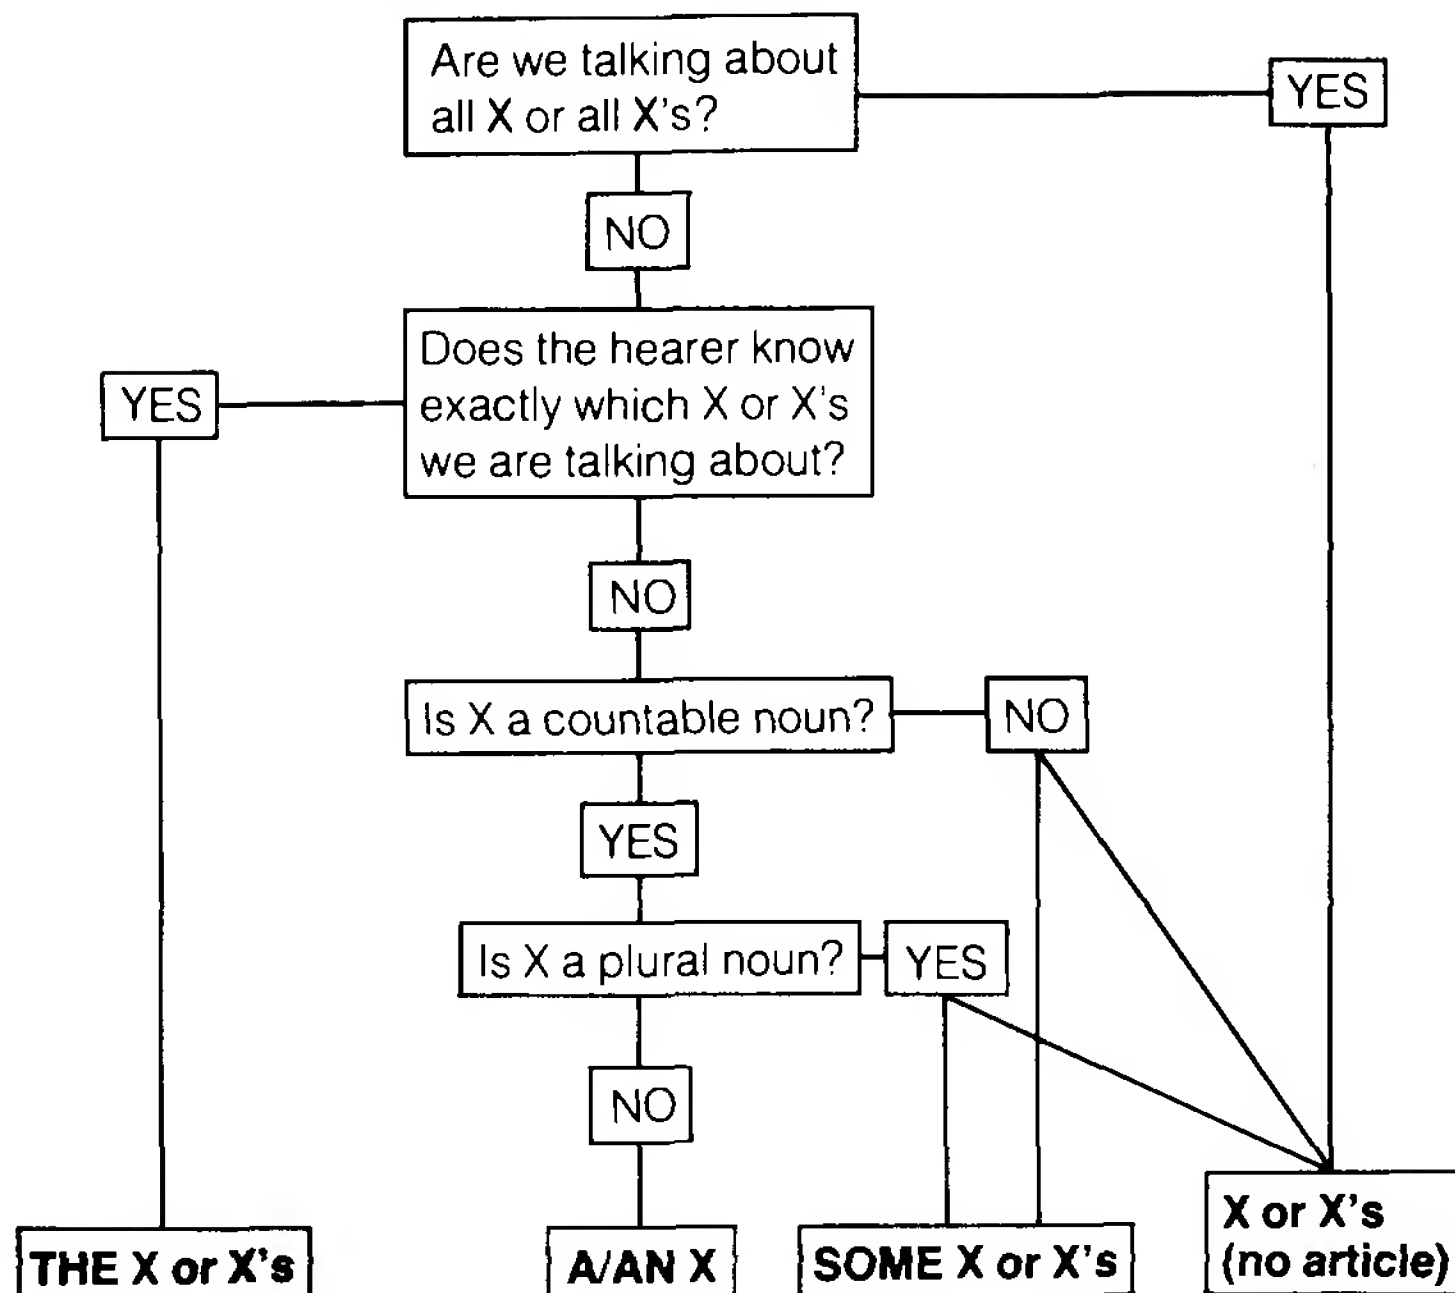 Are we talking about
all X or all X's?
YES
NO
Does the hearer know
exactly which X or X's
we are talking about?
YES
NO
Is X a countable noun?
NO
YES
Is X a plural noun?
YES
NO
THE X or X's
A/AN X
SOME X or X's
X or X's
(no article)